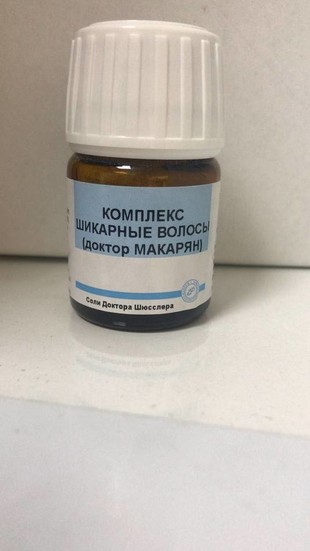 КОМПЛЕКС
ШИКАРНЫЕ ВОЛОСЫ
(доктор МАКАРЯН)
Соли Доктора Шюсслера